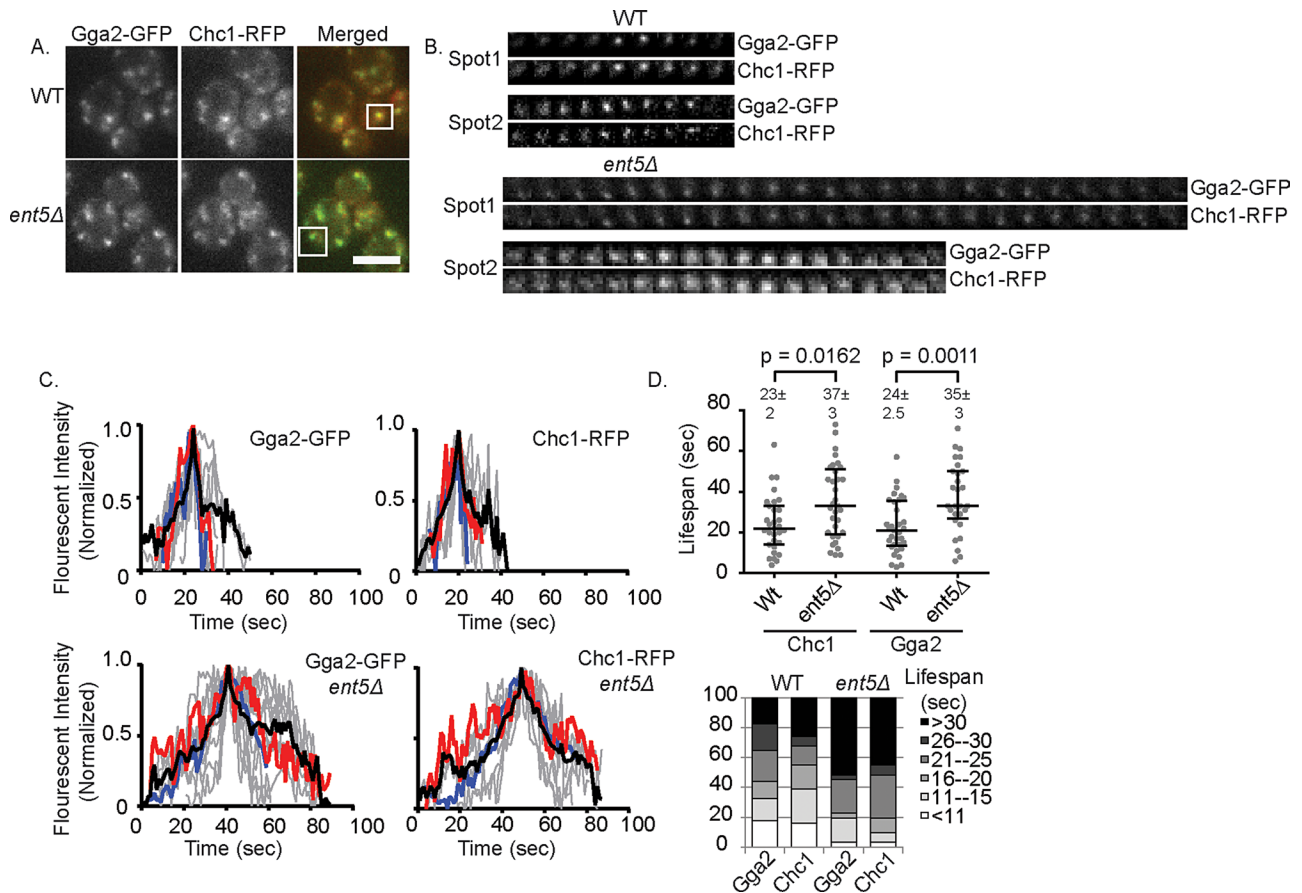 A.
Gga2-GFP Chc1-RFP Merged
WT
ent5Δ
B.
WT
Spot1
Gga2-GFP
Chc1-RFP
Spot2
Gga2-GFP
Chc1-RFP
ent5Δ
Spot1
Gga2-GFP
Chc1-RFP
Spot2
Gga2-GFP
Chc1-RFP
C.
Flourescent Intensity
(Normalized)
1.0
0.5
0
Gga2-GFP
0 20 40 60 80 100
Time (sec)
1.0
0.5
0
Chc1-RFP
0 20 40 60 80 100
Time (sec)
Flourescent Intensity
(Normalized)
1.0
0.5
0
Gga2-GFP
ent5Δ
0 20 40 60 80 100
Time (sec)
Chc1-RFP
ent5Δ
0 20 40 60 80 100
Time (sec)
D.
p = 0.0162 p = 0.0011
23± 37± 24± 35±
2 3 2.5 3
Lifespan (sec)
80
60
40
20
0
Wt ent5Δ Wt ent5Δ
Chc1 Gga2
WT ent5Δ
100
80
60
40
20
0
Gga2 Chc1 Gga2 Chc1
Lifespan
(sec)
>30
26--30
21--25
16--20
11--15
<11